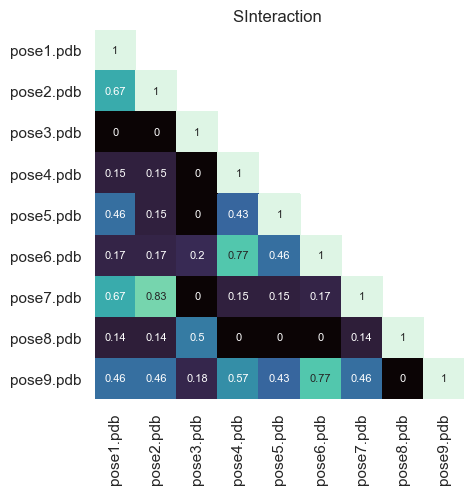 SInteraction
pose1.pdb 1
pose2.pdb 0.67 1
pose3.pdb 0 0 1
pose4.pdb 0.15 0.15 0 1
pose5.pdb 0.46 0.15 0 0.43 1
pose6.pdb 0.17 0.17 0.2 0.77 0.46 1
pose7.pdb 0.67 0.83 0 0.15 0.15 0.17 1
pose8.pdb 0.14 0.14 0.5 0 0 0 0.14 1
pose9.pdb 0.46 0.46 0.18 0.57 0.43 0.77 0.46 0 1
pose1.pdb
pose2.pdb
pose3.pdb
pose4.pdb
pose5.pdb
pose6.pdb
pose7.pdb
pose8.pdb
pose9.pdb